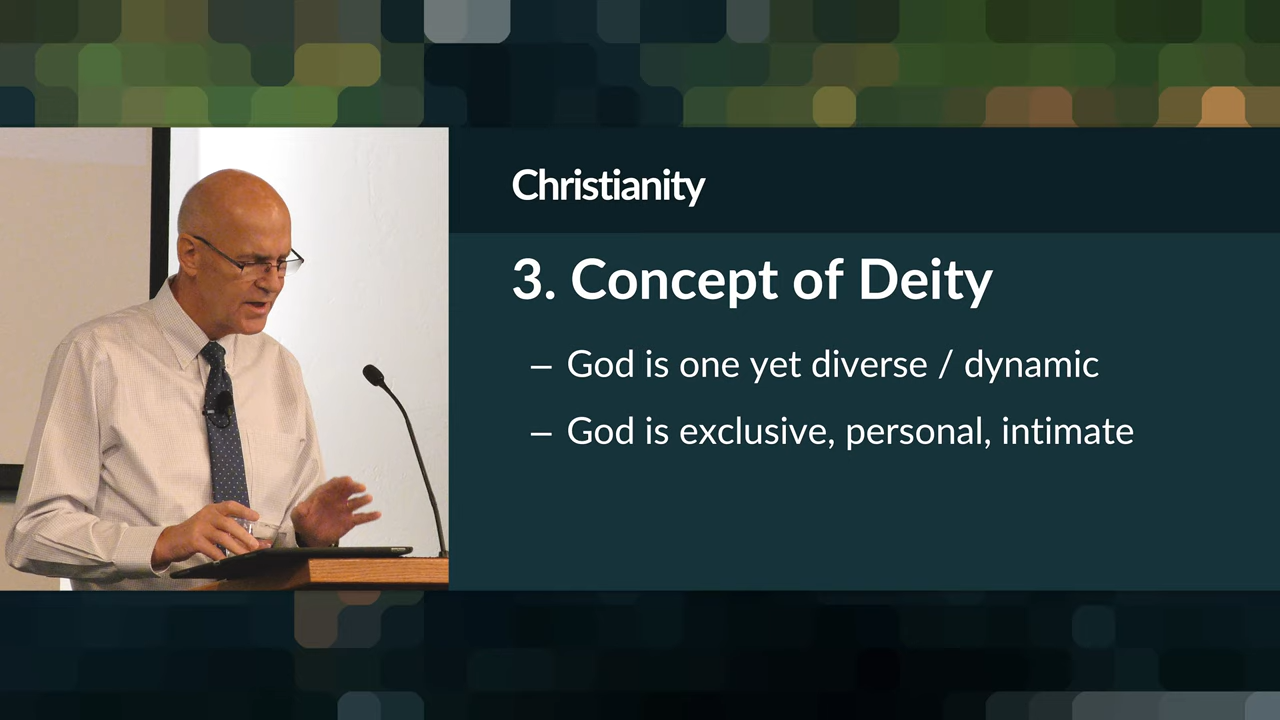 Christianity
3. Concept of Deity
– God is one yet diverse / dynamic
– God is exclusive, personal, intimate